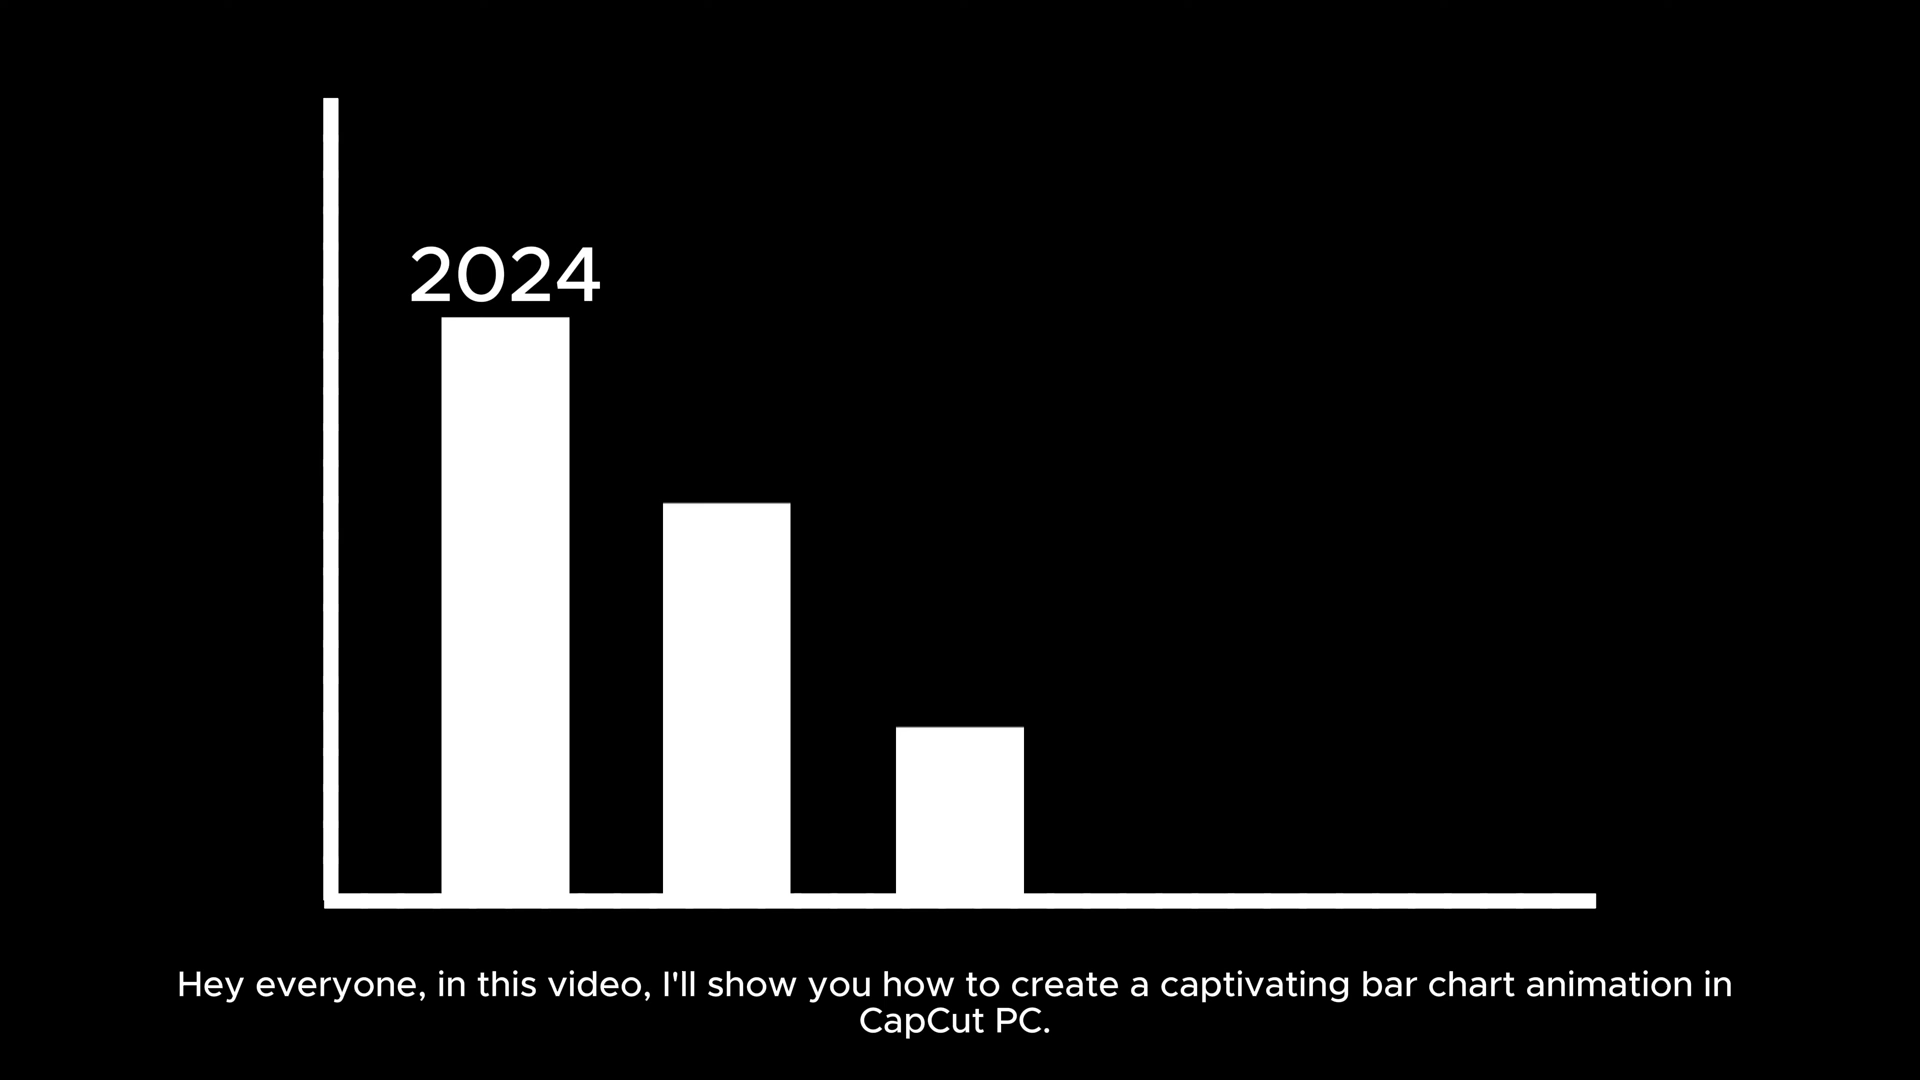 2024
Hey everyone, in this video, I'll show you how to create a captivating bar chart animation in
CapCut PC.